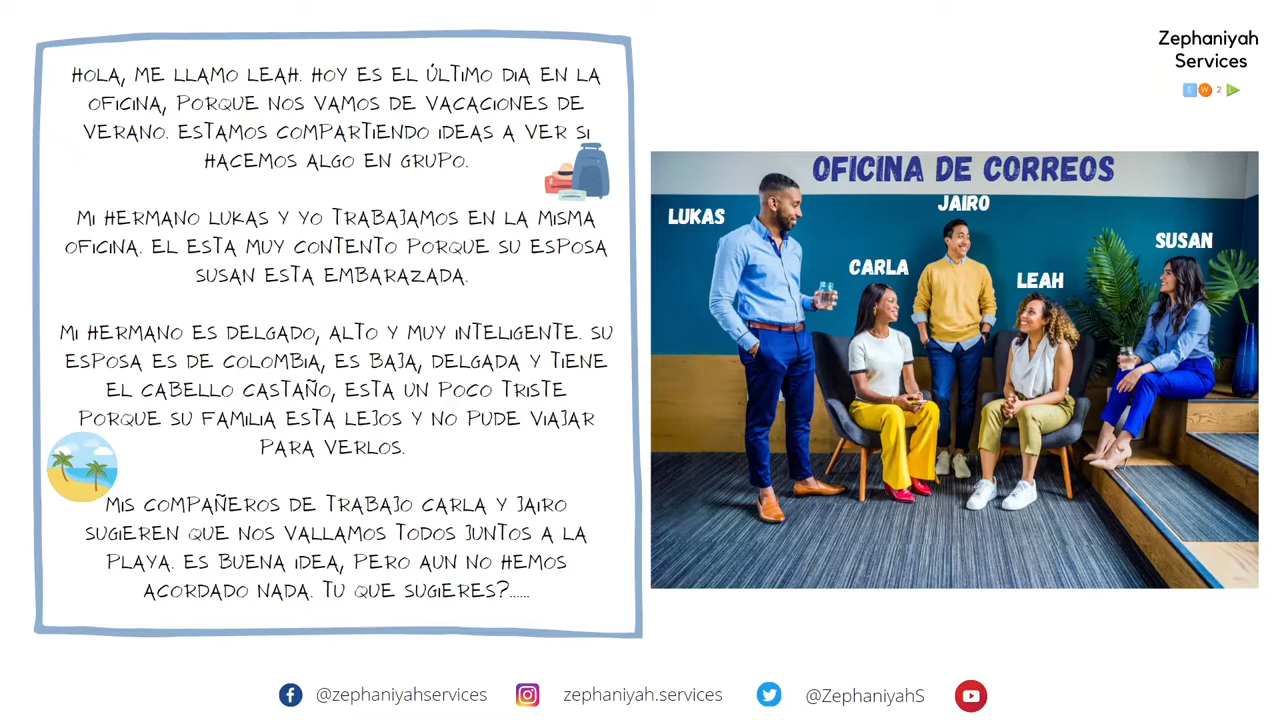 HOLA, ME LLAMO LEAH. HOY ES EL ÚLTIMO DIA EN LA
OFICINA, PORQUE NOS VAMOS DE VACACIONES DE
VERANO. ESTAMOS COMPARTIENDO IDEAS A VER SI
HACEMOS ALGO EN GRUPO.
MI HERMANO LUKAS Y YO TRABAJAMOS EN LA MISMA
OFICINA. EL ESTA MUY CONTENTO PORQUE SU ESPOSA
SUSAN ESTA EMBARAZADA.
MI HERMANO ES DELGADO, ALTO Y MUY INTELIGENTE. SU
ESPOSA ES DE COLOMBIA, ES BAJA, DELGADA Y TIENE
EL CABELLO CASTAÑO, ESTA UN POCO TRISTE
PORQUE SU FAMILIA ESTA LEJOS Y NO PUDE VIAJAR
PARA VERLOS.
MIS COMPAÑEROS DE TRABAJO CARLA Y JAIRO
SUGIEREN QUE NOS VALLAMOS TODOS JUNTOS A LA
PLAYA. ES BUENA IDEA, PERO AUN NO HEMOS
ACORDADO NADA. TU QUE SUGIERES?......
Zephaniyah
Services
E W 2
OFICINA DE CORREOS
LUKAS
JAIRO
CARLA
LEAH
SUSAN
@zephaniyahservices
zephaniyah.services
@ZephaniyahS